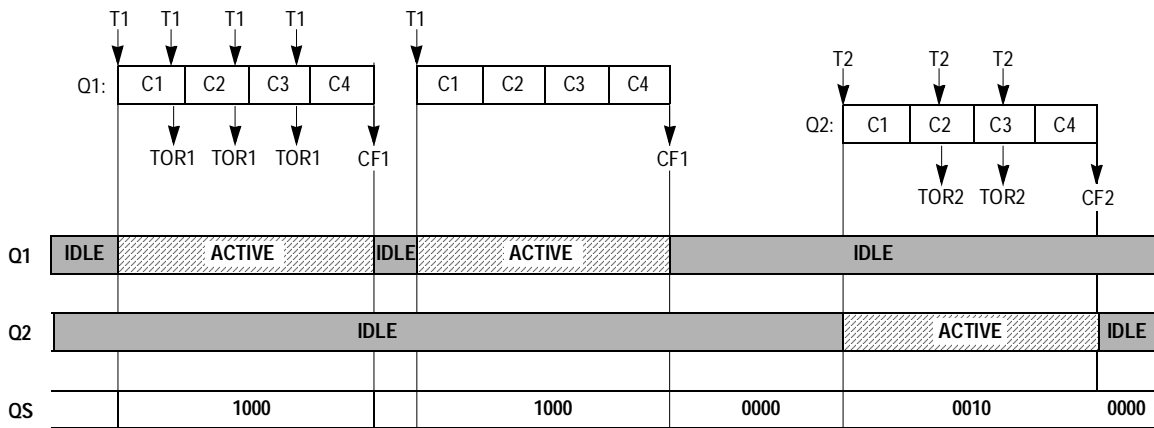 T1 T1 T1 T1 T1
T2 T2 T2
Q1: C1 C2 C3 C4 C1 C2 C3 C4
Q2: C1 C2 C3 C4
TOR1 TOR1 TOR1 CF1 CF1
TOR2 TOR2 CF2
Q1 IDLE ACTIVE IDLE ACTIVE IDLE
Q2 IDLE ACTIVE IDLE
QS 1000 1000 0000 0010 0000